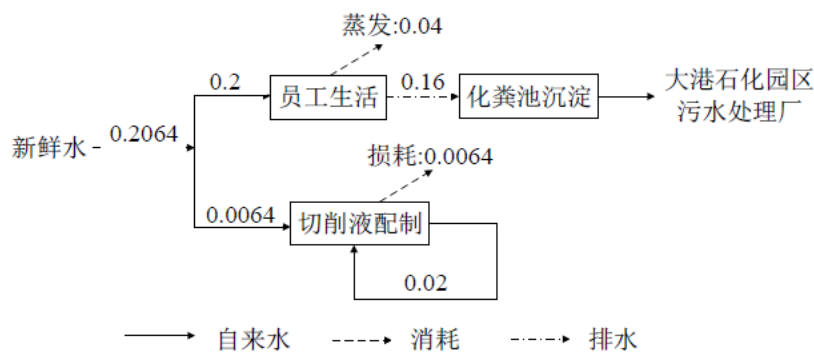 蒸发:0.04
0.2
员工生活
0.16
化粪池沉淀
大港石化园区
污水处理厂
新鲜水
0.2064
损耗:0.0064
0.0064
切削液配制
0.02
自来水
消耗
排水